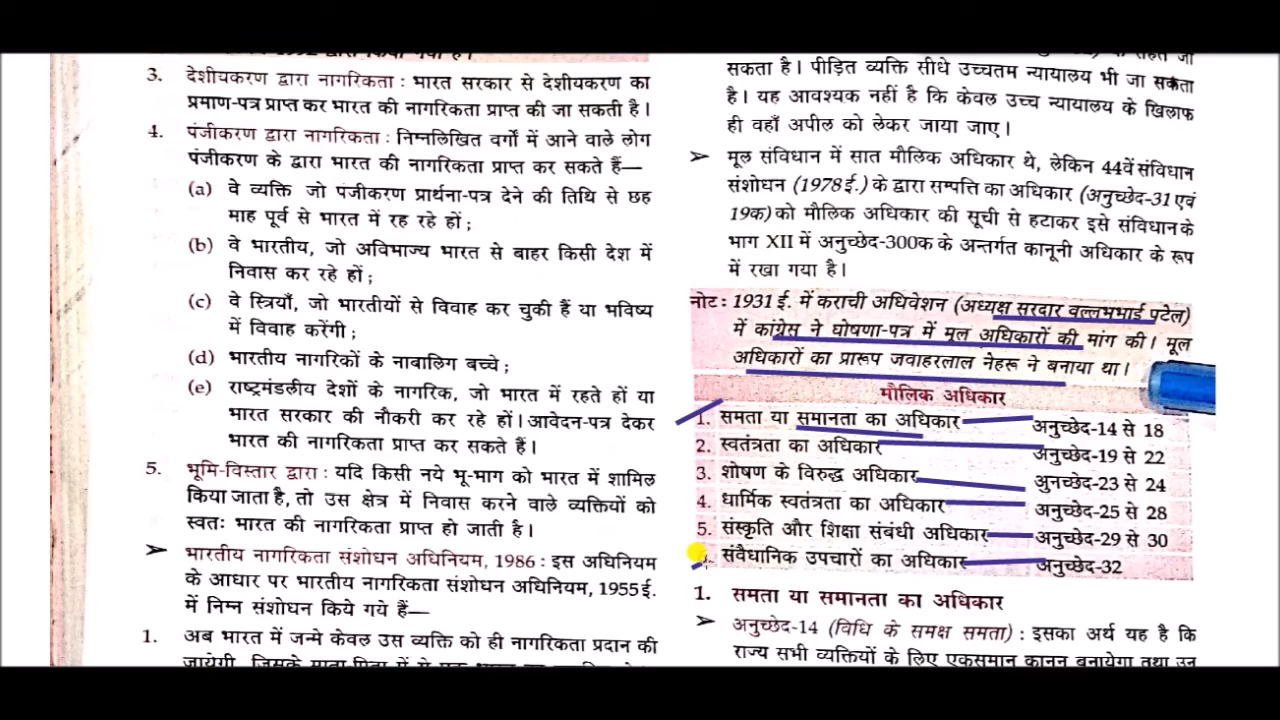 1992 द्वारा किया गया है।
3. देशीयकरण द्वारा नागरिकता : भारत सरकार से देशीयकरण का
प्रमाण-पत्र प्राप्त कर भारत की नागरिकता प्राप्त की जा सकती है।
4. पंजीकरण द्वारा नागरिकता : निम्नलिखित वर्गों में आने वाले लोग
पंजीकरण के द्वारा भारत की नागरिकता प्राप्त कर सकते हैं—
(a) वे व्यक्ति जो पंजीकरण प्रार्थना-पत्र देने की तिथि से छह
माह पूर्व से भारत में रह रहे हों ;
(b) वे भारतीय, जो अविभाज्य भारत से बाहर किसी देश में
निवास कर रहे हों ;
(c) वे स्त्रियाँ, जो भारतीयों से विवाह कर चुकी हैं या भविष्य
में विवाह करेंगी ;
(d) भारतीय नागरिकों के नाबालिग बच्चे ;
(e) राष्ट्रमंडलीय देशों के नागरिक, जो भारत में रहते हों या
भारत सरकार की नौकरी कर रहे हों। आवेदन-पत्र देकर
भारत की नागरिकता प्राप्त कर सकते हैं।
5. भूमि-विस्तार द्वारा : यदि किसी नये भू-भाग को भारत में शामिल
किया जाता है, तो उस क्षेत्र में निवास करने वाले व्यक्तियों को
स्वतः भारत की नागरिकता प्राप्त हो जाती है।
➤ भारतीय नागरिकता संशोधन अधिनियम, 1986 : इस अधिनियम
के आधार पर भारतीय नागरिकता संशोधन अधिनियम, 1955 ई.
में निम्न संशोधन किये गये हैं—
1. अब भारत में जन्मे केवल उस व्यक्ति को ही नागरिकता प्रदान की
जायेगी, जिसके माता-पिता में से एक
सकता है। पीड़ित व्यक्ति सीधे उच्चतम न्यायालय भी जा सकता
है। यह आवश्यक नहीं है कि केवल उच्च न्यायालय के खिलाफ
ही वहाँ अपील को लेकर जाया जाए।
➤ मूल संविधान में सात मौलिक अधिकार थे, लेकिन 44वें संविधान
संशोधन (1978 ई.) के द्वारा सम्पत्ति का अधिकार (अनुच्छेद-31 एवं
19क) को मौलिक अधिकार की सूची से हटाकर इसे संविधान के
भाग XII में अनुच्छेद-300क के अन्तर्गत कानूनी अधिकार के रूप
में रखा गया है।
नोट : 1931 ई. में कराची अधिवेशन (अध्यक्ष सरदार वल्लभभाई पटेल)
में कांग्रेस ने घोषणा-पत्र में मूल अधिकारों की मांग की। मूल
अधिकारों का प्रारूप जवाहरलाल नेहरू ने बनाया था।
मौलिक अधिकार
1. समता या समानता का अधिकार अनुच्छेद-14 से 18
2. स्वतंत्रता का अधिकार अनुच्छेद-19 से 22
3. शोषण के विरुद्ध अधिकार अुनच्छेद-23 से 24
4. धार्मिक स्वतंत्रता का अधिकार अनुच्छेद-25 से 28
5. संस्कृति और शिक्षा संबंधी अधिकार अनुच्छेद-29 से 30
संवैधानिक उपचारों का अधिकार अनुच्छेद-32
1. समता या समानता का अधिकार
➤ अनुच्छेद-14 (विधि के समक्ष समता) : इसका अर्थ यह है कि
राज्य सभी व्यक्तियों के लिए एकसमान कानून बनायेगा तथा उन